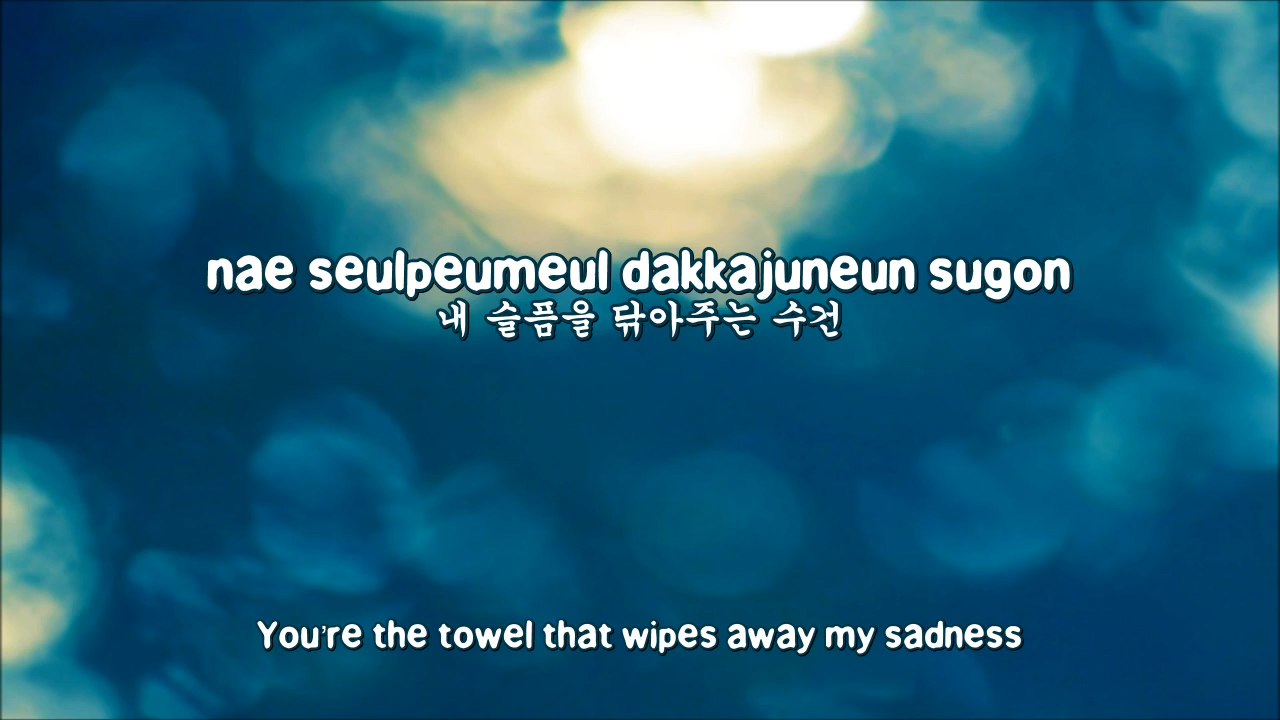 nae seulpeumeul dakkajuneun sugon
내 슬픔을 닦아주는 수건
You're the towel that wipes away my sadness